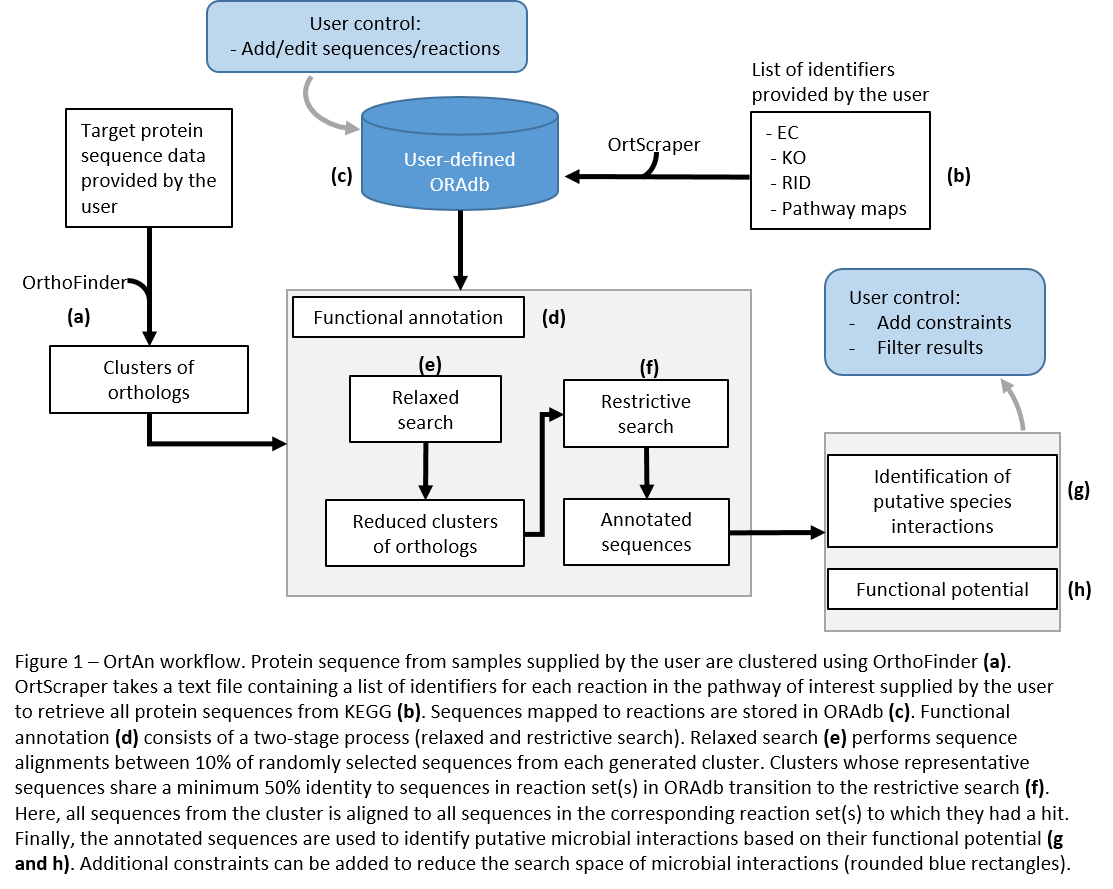 User control:
- Add/edit sequences/reactions
List of identifiers
provided by the user
- EC
- KO
- RID
- Pathway maps
(b)
OrtScraper
User-defined
ORAdb
(c)
Target protein
sequence data
provided by the
user
OrthoFinder
(a)
Clusters of
orthologs
Functional annotation
(d)
(e)
Relaxed
search
Reduced clusters
of orthologs
(f)
Restrictive
search
Annotated
sequences
User control:
- Add constraints
- Filter results
Identification of
putative species
interactions
(g)
Functional potential
(h)
Figure 1 – OrtAn workflow. Protein sequence from samples supplied by the user are clustered using OrthoFinder (a).
OrtScraper takes a text file containing a list of identifiers for each reaction in the pathway of interest supplied by the user
to retrieve all protein sequences from KEGG (b). Sequences mapped to reactions are stored in ORAdb (c). Functional
annotation (d) consists of a two-stage process (relaxed and restrictive search). Relaxed search (e) performs sequence
alignments between 10% of randomly selected sequences from each generated cluster. Clusters whose representative
sequences share a minimum 50% identity to sequences in reaction set(s) in ORAdb transition to the restrictive search (f).
Here, all sequences from the cluster is aligned to all sequences in the corresponding reaction set(s) to which they had a hit.
Finally, the annotated sequences are used to identify putative microbial interactions based on their functional potential (g
and h). Additional constraints can be added to reduce the search space of microbial interactions (rounded blue rectangles).